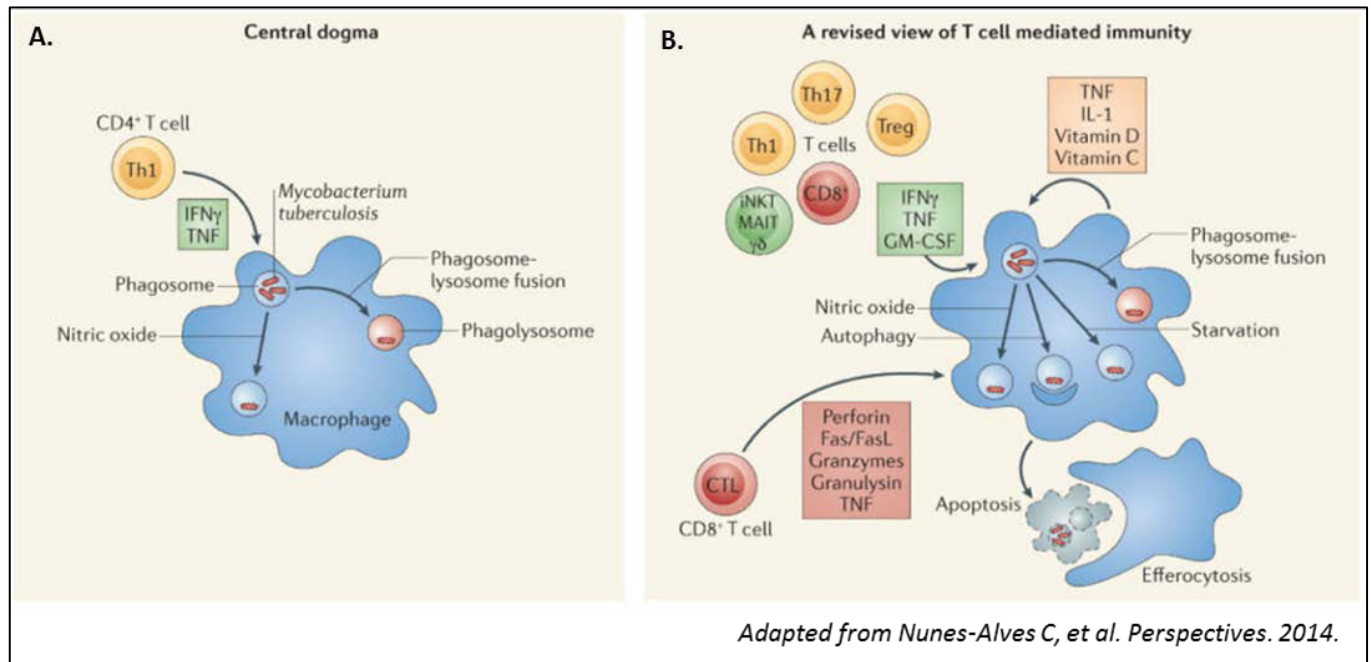 A.
Central dogma
CD4⁺ T cell
Th1
IFNγ
TNF
Mycobacterium
tuberculosis
Phagosome
Phagosome-
lysosome fusion
Nitric oxide
Phagolysosome
Macrophage
B.
A revised view of T cell mediated immunity
Th17
Th1
T cells
Treg
iNKT
MAIT
γδ
CD8⁺
TNF
IL-1
Vitamin D
Vitamin C
IFNγ
TNF
GM-CSF
Phagosome-
lysosome fusion
Nitric oxide
Autophagy
Starvation
Perforin
Fas/FasL
Granzymes
Granulysin
TNF
CTL
CD8⁺ T cell
Apoptosis
Efferocytosis
Adapted from Nunes-Alves C, et al. Perspectives. 2014.